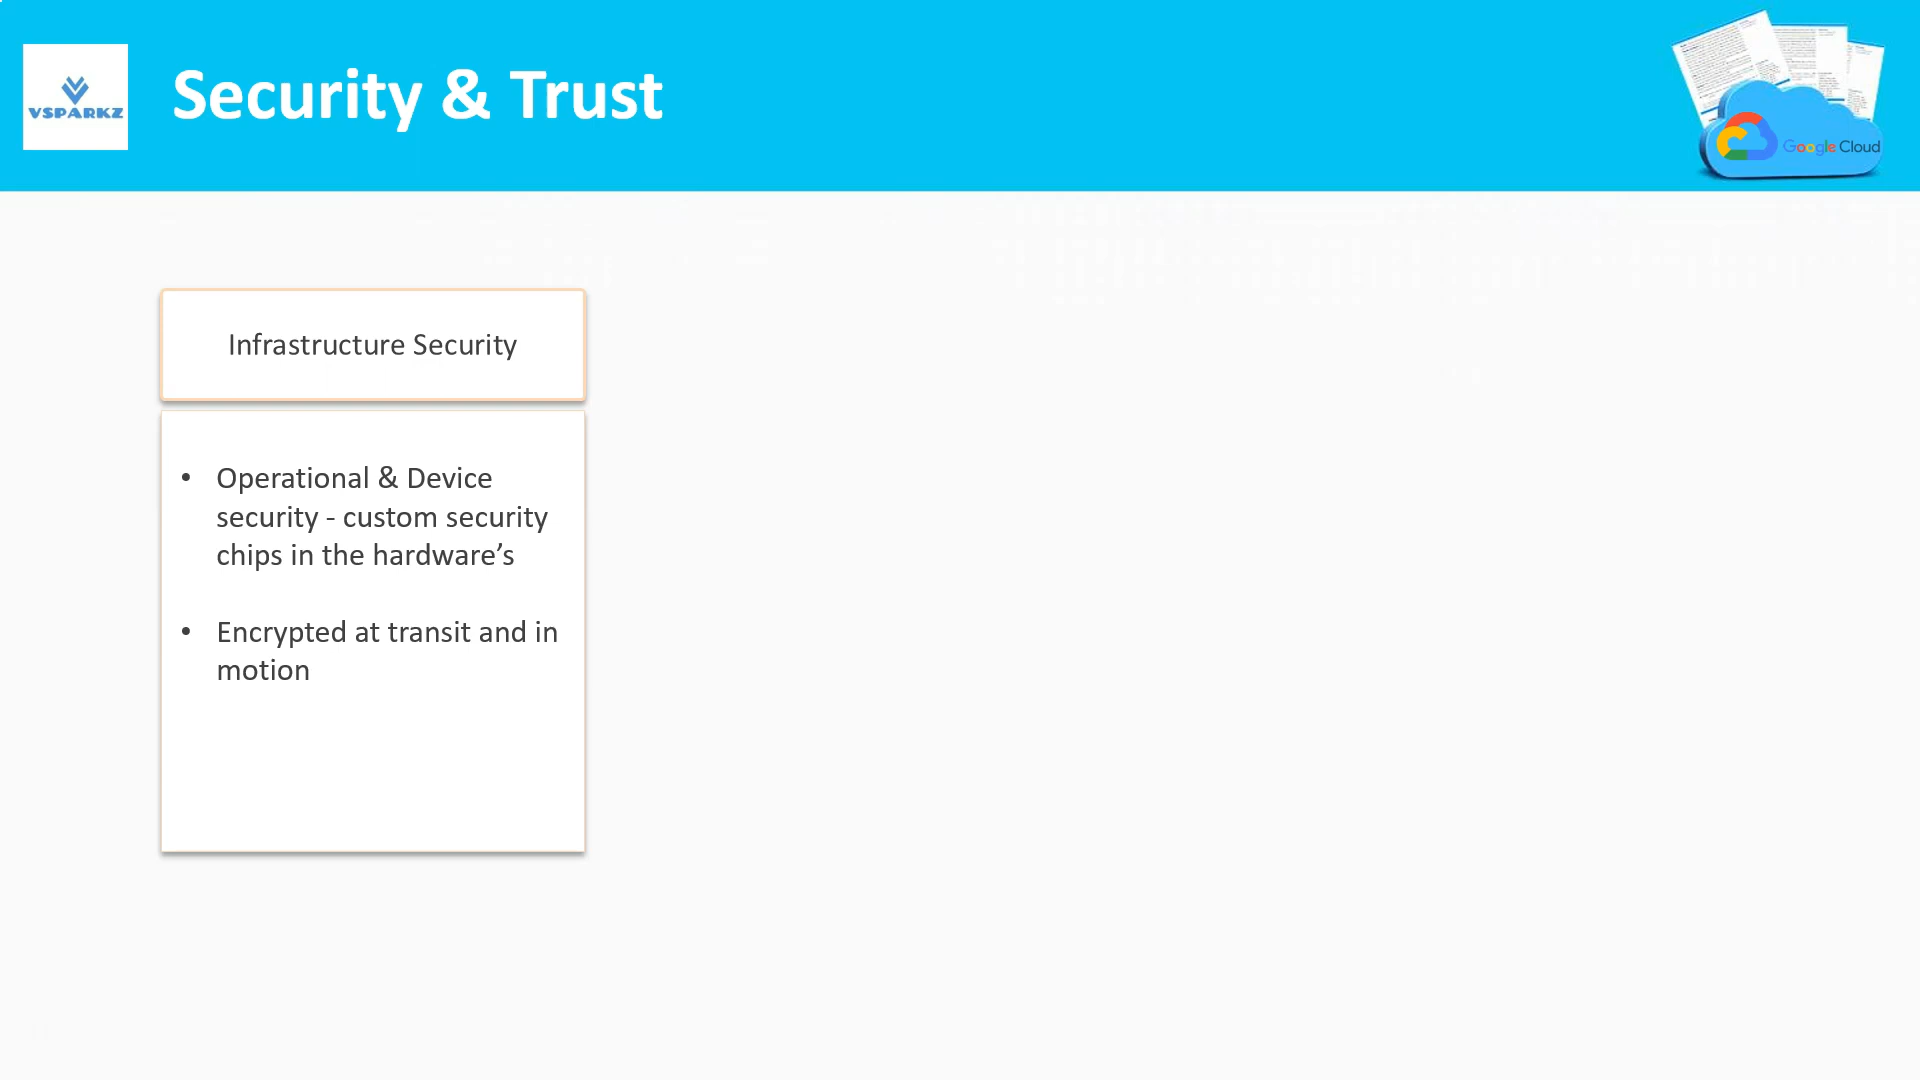 VSPARKZ
Security & Trust
Google Cloud
Infrastructure Security
• Operational & Device
security - custom security
chips in the hardware’s
• Encrypted at transit and in
motion